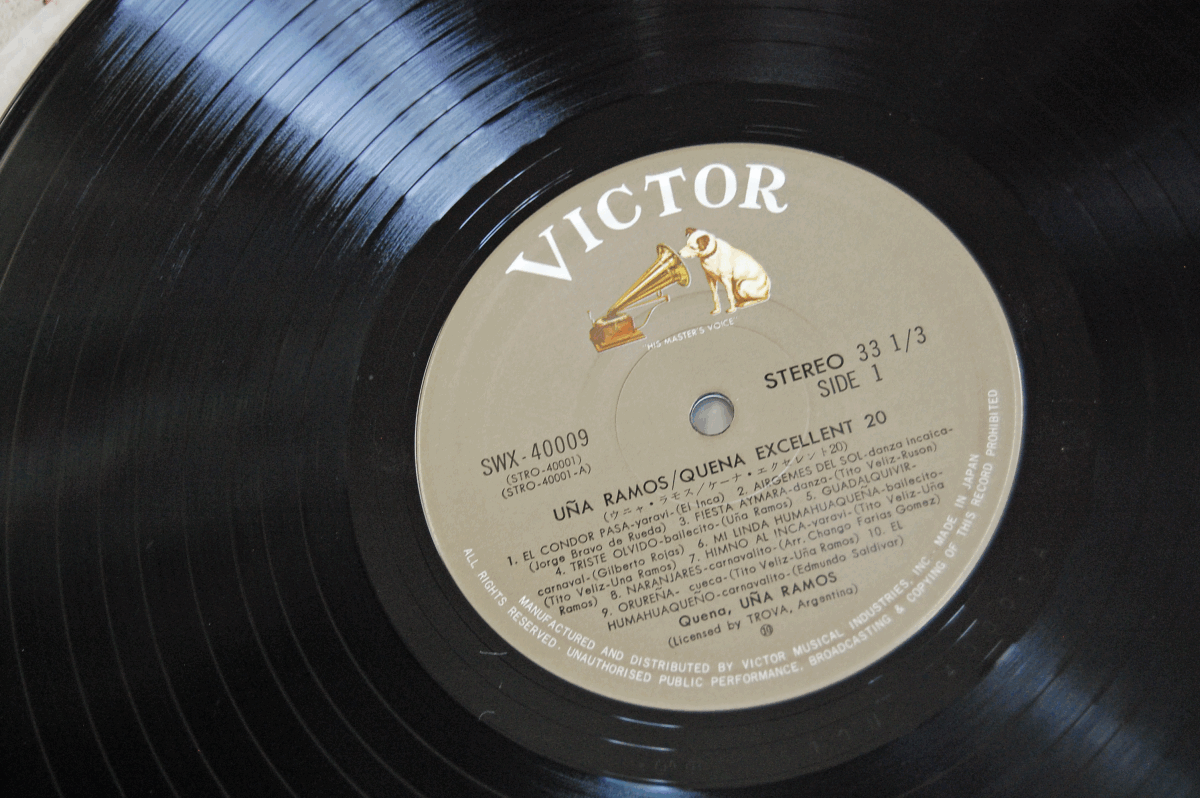 VICTOR
"HIS MASTER'S VOICE"
STEREO 33 1/3
SIDE 1
SWX-40009
(STRO-40001)
(STRO-40001-A)
UÑA RAMOS/QUENA EXCELLENT 20
(ウニャ・ラモス/ケーナ・エクセレント20)
1. EL CONDOR PASA-yaravi-(El Inca) 2. AIRGEMES DEL SOL-danza incaica-
(Jorge Bravo de Rueda) 3. FIESTA AYMARA-danza-(Tito Veliz-Ruson)
4. TRISTE OLVIDO-bailecito-(Uña Ramos) 5. GUADALQUIVIR-
carnaval-(Gilberto Rojas) 6. MI LINDA HUMAHUAQUEÑA-bailecito-
(Tito Veliz-Una Ramos) 7. HIMNO AL INCA-yaravi-(Tito Veliz-Uña
Ramos) 8. NARANJARES-carnavalito-(Arr. Chango Farias Gomez)
9. ORUREÑA- cueca-(Tito Veliz-Uña Ramos) 10. EL
HUMAHUAQUEÑO-carnavalito-(Edmundo Saldivar)
Quena, UÑA RAMOS
(Licensed by TROVA, Argentina)
MANUFACTURED AND DISTRIBUTED BY VICTOR MUSICAL INDUSTRIES, INC. MADE IN JAPAN
ALL RIGHTS RESERVED. UNAUTHORISED PUBLIC PERFORMANCE, BROADCASTING & COPYING OF THIS RECORD PROHIBITED